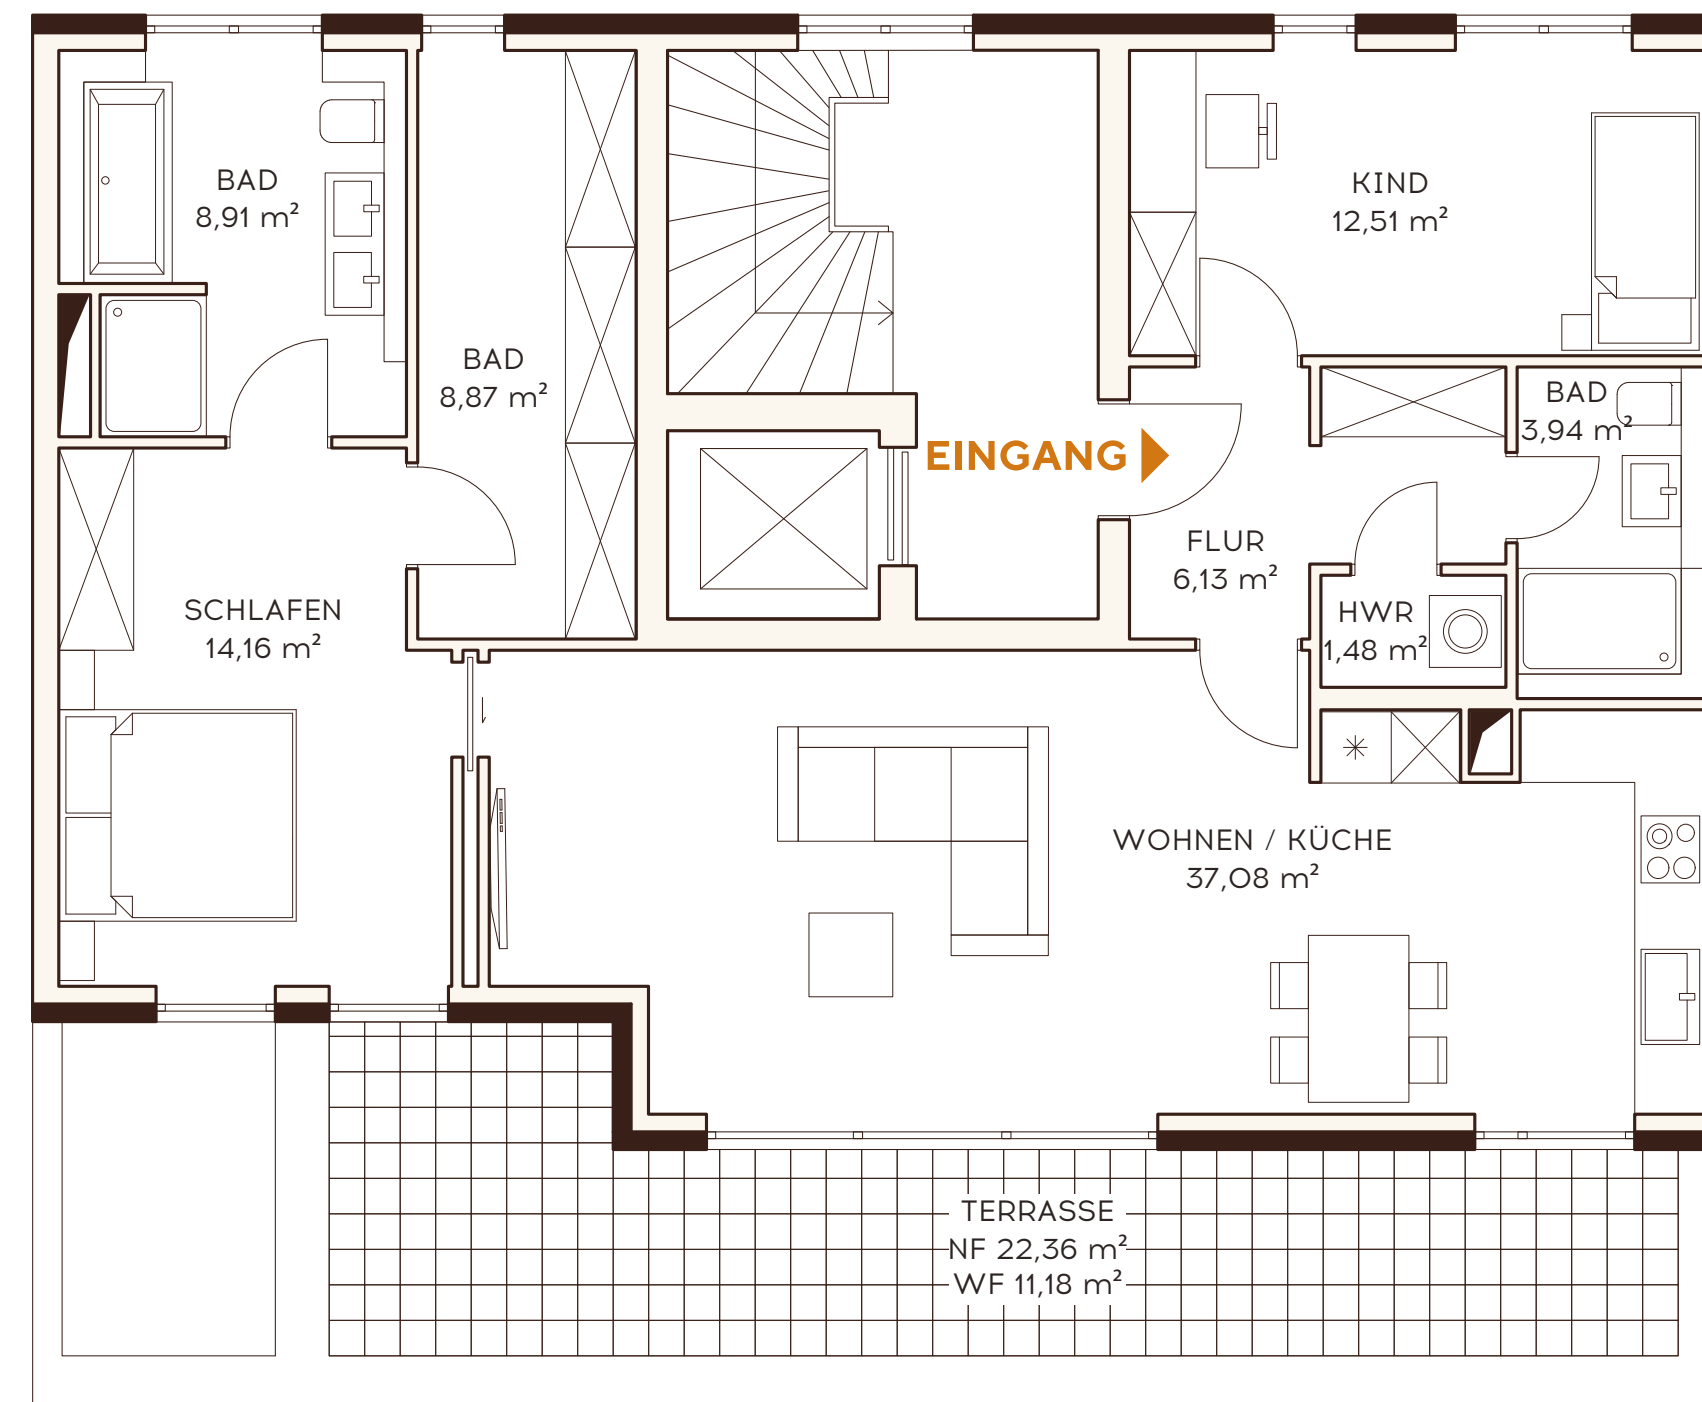 BAD
8,91 m²
BAD
8,87 m²
KIND
12,51 m²
BAD
3,94 m²
EINGANG
FLUR
6,13 m²
HWR
1,48 m²
SCHLAFEN
14,16 m²
WOHNEN / KÜCHE
37,08 m²
TERRASSE
NF 22,36 m²
WF 11,18 m²